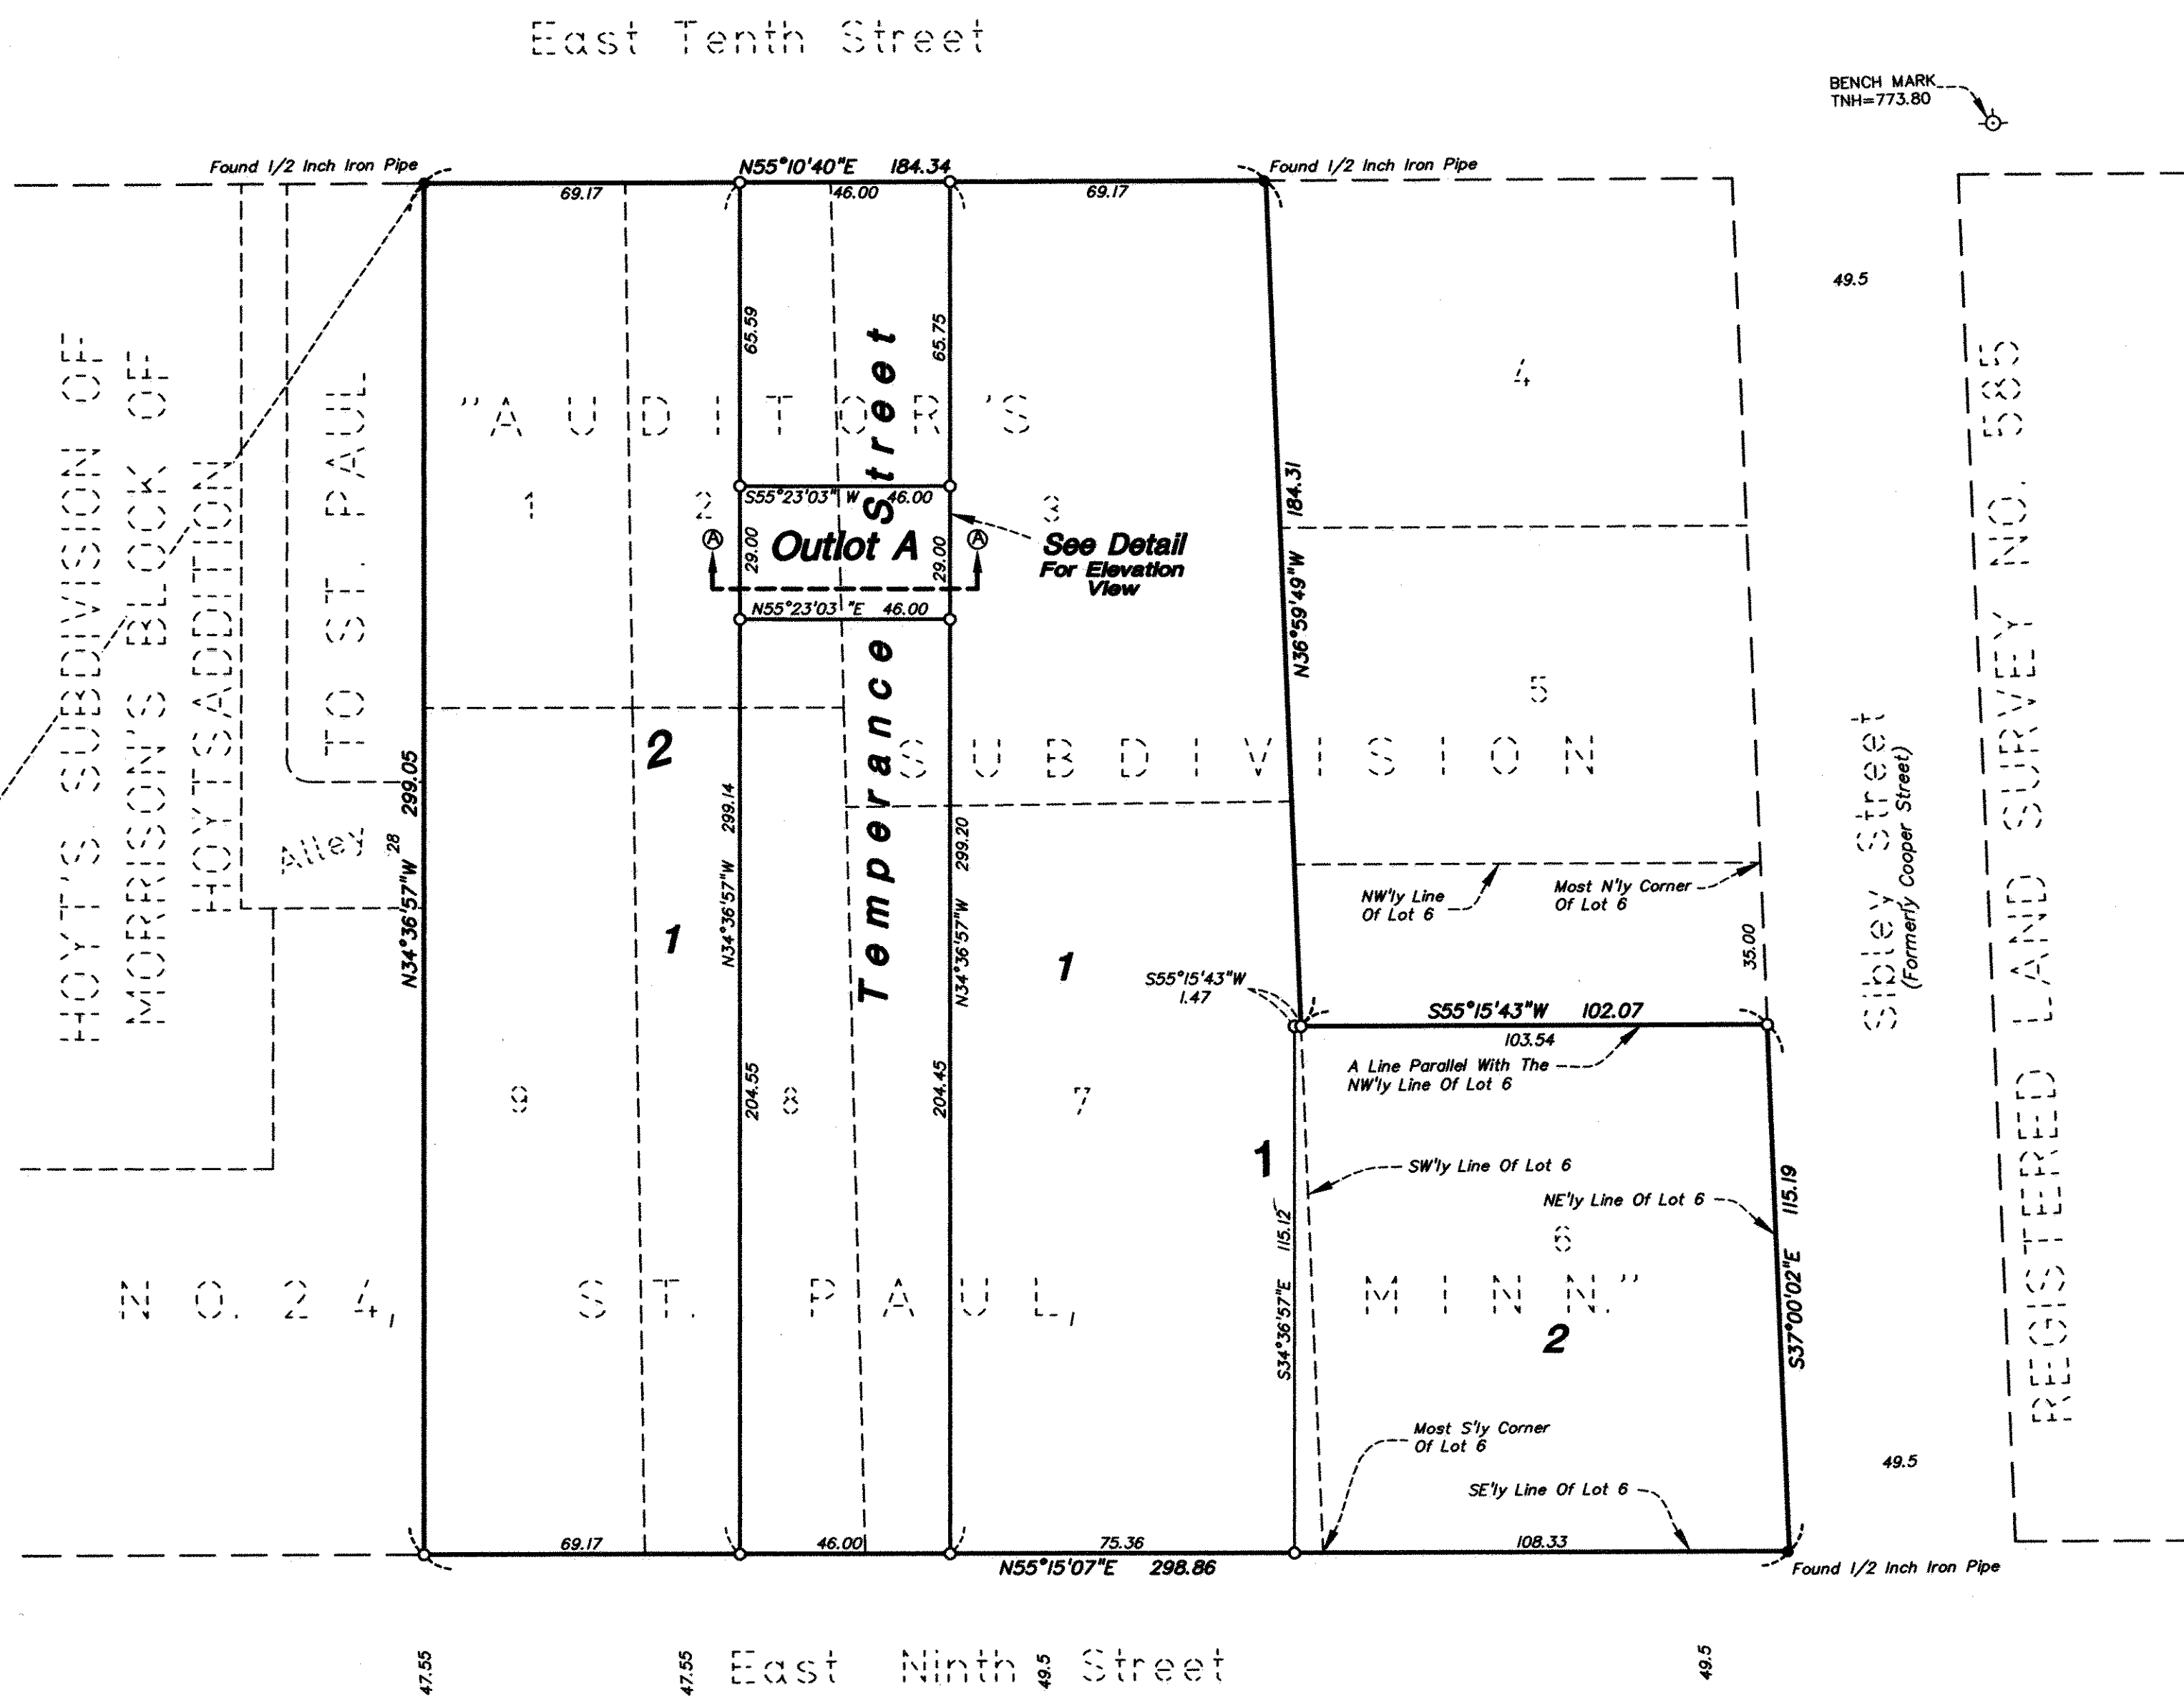 East Tenth Street
BENCH MARK
TNH=773.80
Found 1/2 Inch Iron Pipe
N55°10'40"E 184.34
Found 1/2 Inch Iron Pipe
69.17
46.00
69.17
49.5
65.59
65.75
Temperance Street
HOYT'S SUBDIVISION OF
MORRISON'S BLOCK OF
HOYTSADDITION
TO ST. PAUL
"AUDITOR'S
4
1
2
3
S55°23'03" W 46.00
A
Outlot A
A
29.00
29.00
See Detail
For Elevation
View
N55°23'03 "E 46.00
N36°59'49"W 184.31
5
REGISTERED LAND SURVEY NO. 585
Sibley Street
(Formerly Cooper Street)
2
SUBDIVISION
Alley
28
N34°36'57"W 299.05
N34°36'57"W 299.14
N34°36'57"W 299.20
1
1
NW'ly Line
Of Lot 6
Most N'ly Corner
Of Lot 6
35.00
S55°15'43"W
1.47
S55°15'43"W 102.07
103.54
A Line Parallel With The
NW'ly Line Of Lot 6
9
204.55
8
204.45
7
1
SW'ly Line Of Lot 6
NE'ly Line Of Lot 6
6
S34°36'57"E 115.12
S37°00'02"E 115.19
NO. 24, ST. PAUL, MINN."
2
Most S'ly Corner
Of Lot 6
SE'ly Line Of Lot 6
49.5
69.17
46.00
75.36
108.33
N55°15'07"E 298.86
Found 1/2 Inch Iron Pipe
47.55
47.55
East Ninth Street
49.5
49.5